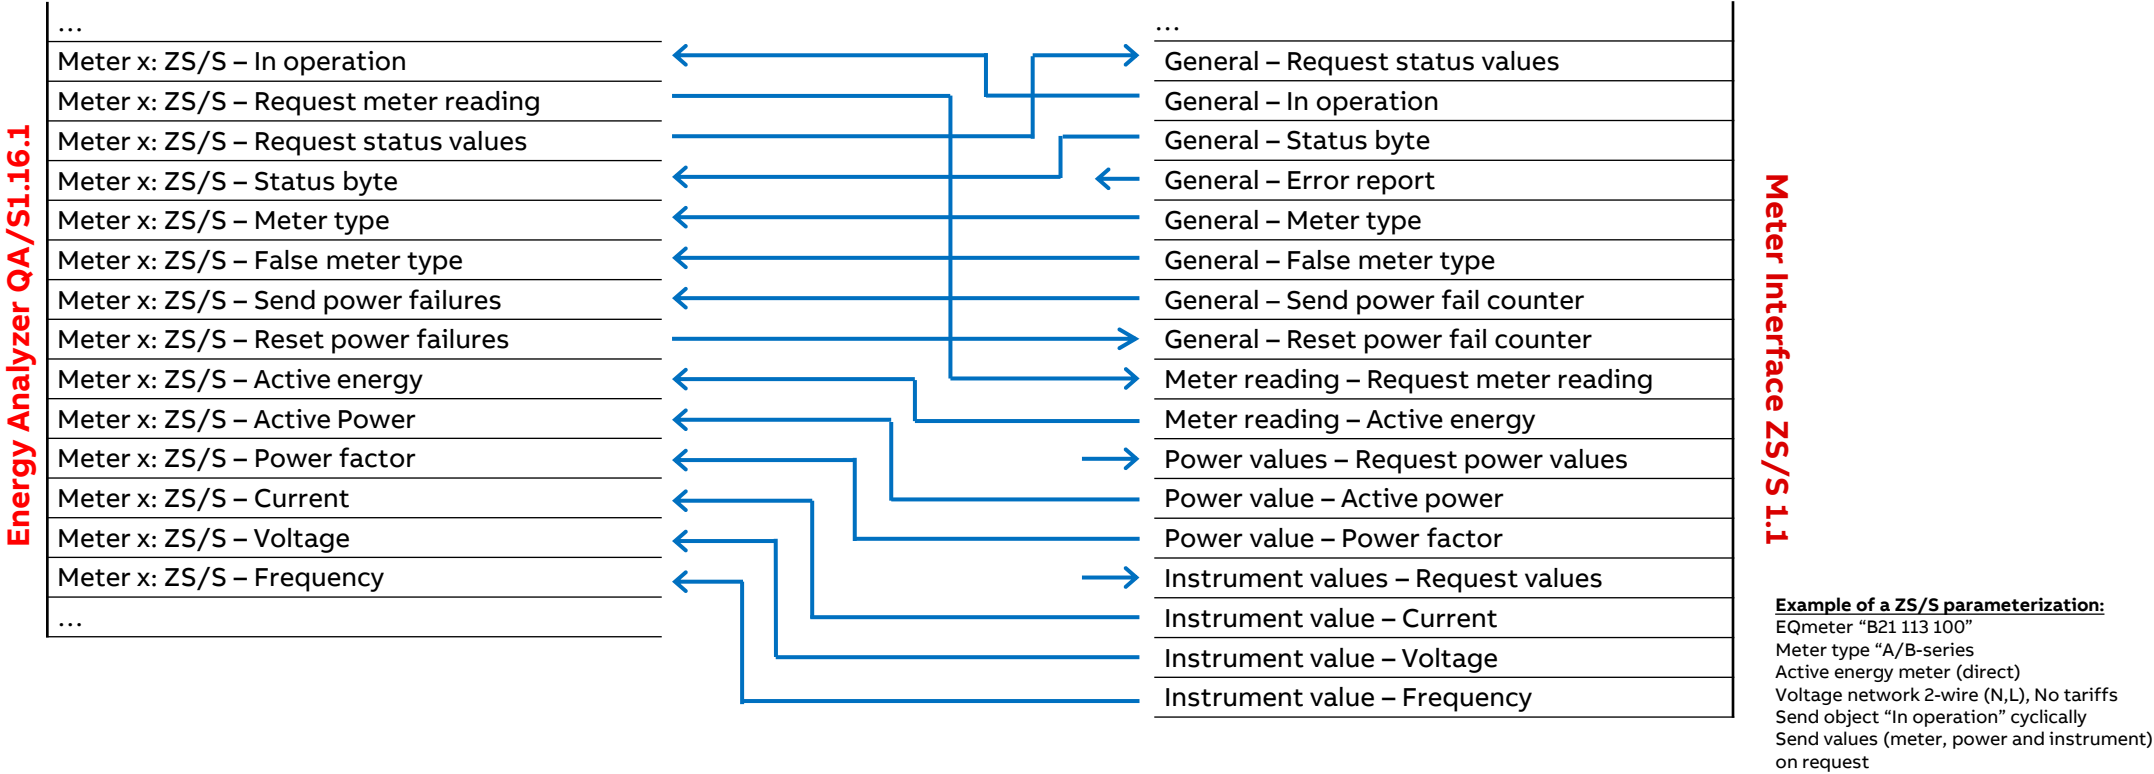 Energy Analyzer QA/S1.16.1
...
Meter x: ZS/S – In operation
Meter x: ZS/S – Request meter reading
Meter x: ZS/S – Request status values
Meter x: ZS/S – Status byte
Meter x: ZS/S – Meter type
Meter x: ZS/S – False meter type
Meter x: ZS/S – Send power failures
Meter x: ZS/S – Reset power failures
Meter x: ZS/S – Active energy
Meter x: ZS/S – Active Power
Meter x: ZS/S – Power factor
Meter x: ZS/S – Current
Meter x: ZS/S – Voltage
Meter x: ZS/S – Frequency
...
...
General – Request status values
General – In operation
General – Status byte
General – Error report
General – Meter type
General – False meter type
General – Send power fail counter
General – Reset power fail counter
Meter reading – Request meter reading
Meter reading – Active energy
Power values – Request power values
Power value – Active power
Power value – Power factor
Instrument values – Request values
Instrument value – Current
Instrument value – Voltage
Instrument value – Frequency
Meter Interface ZS/S 1.1
Example of a ZS/S parameterization:
EQmeter “B21 113 100”
Meter type “A/B-series
Active energy meter (direct)
Voltage network 2-wire (N,L), No tariffs
Send object “In operation” cyclically
Send values (meter, power and instrument)
on request